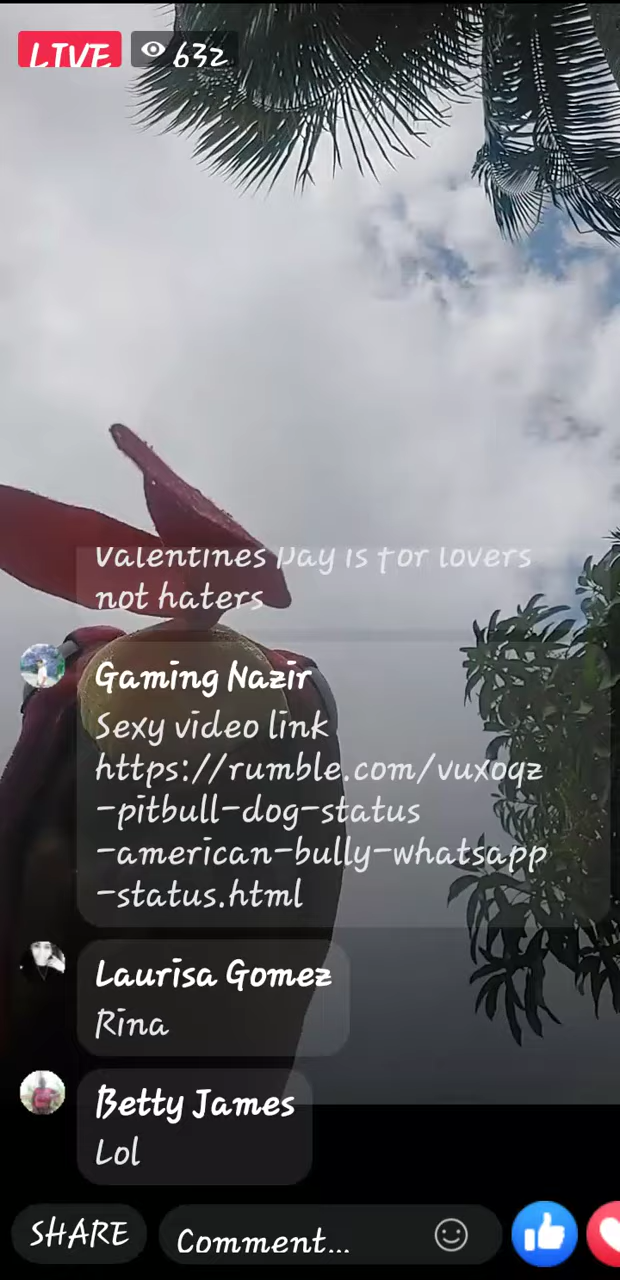 LIVE 632
Valentines Day is for lovers
not haters
Gaming Nazir
Sexy video link
https://rumble.com/vuxoqz
-pitbull-dog-status
-american-bully-whatsapp
-status.html
Laurisa Gomez
Rina
Betty James
Lol
SHARE Comment...